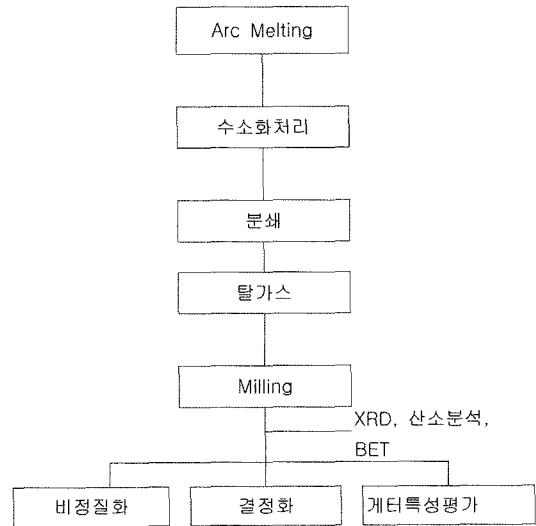 Arc Melting
수소화처리
분쇄
탈가스
Milling
XRD, 산소분석,
BET
비정질화
결정화
게터특성평가